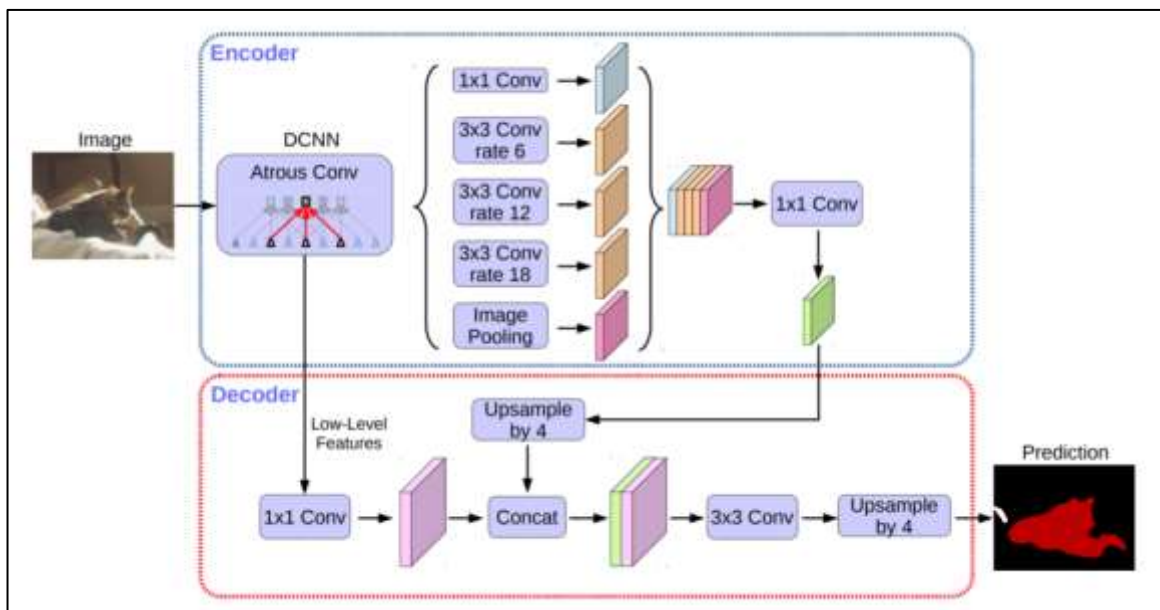 Encoder
Image
DCNN
Atrous Conv
1x1 Conv
3x3 Conv
rate 6
3x3 Conv
rate 12
3x3 Conv
rate 18
Image
Pooling
1x1 Conv
Decoder
Low-Level
Features
Upsample
by 4
1x1 Conv
Concat
3x3 Conv
Upsample
by 4
Prediction